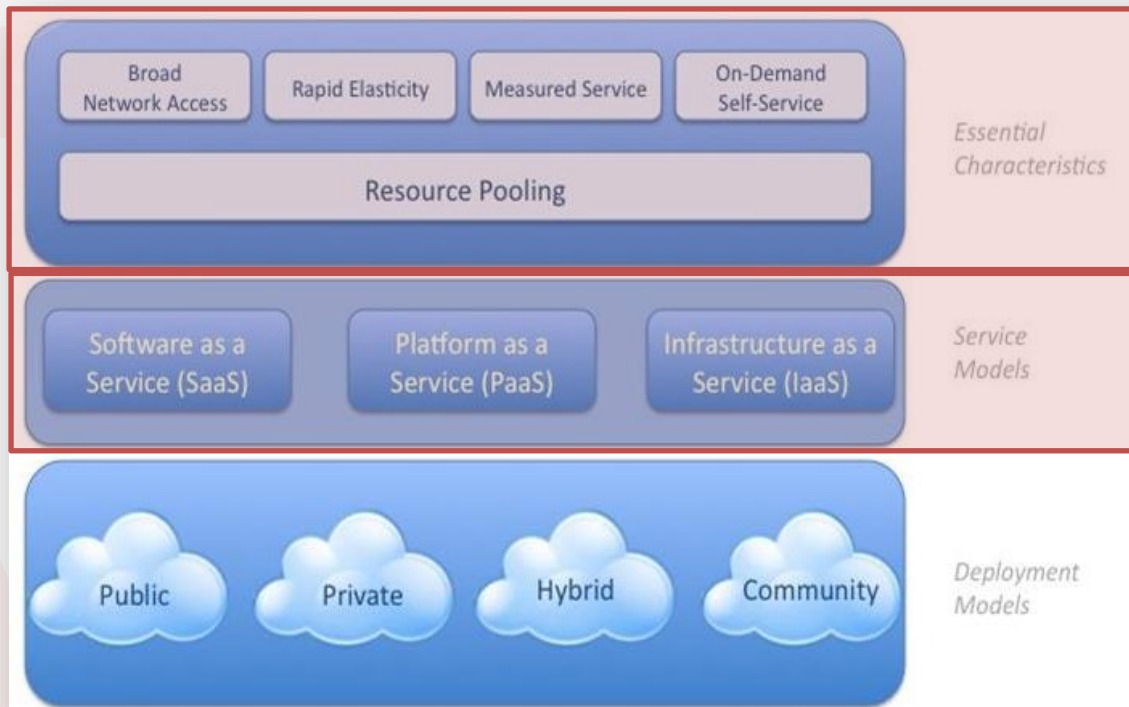 Broad
Network Access
Rapid Elasticity
Measured Service
On-Demand
Self-Service
Resource Pooling
Essential
Characteristics
Software as a
Service (SaaS)
Platform as a
Service (PaaS)
Infrastructure as a
Service (IaaS)
Service
Models
Public
Private
Hybrid
Community
Deployment
Models